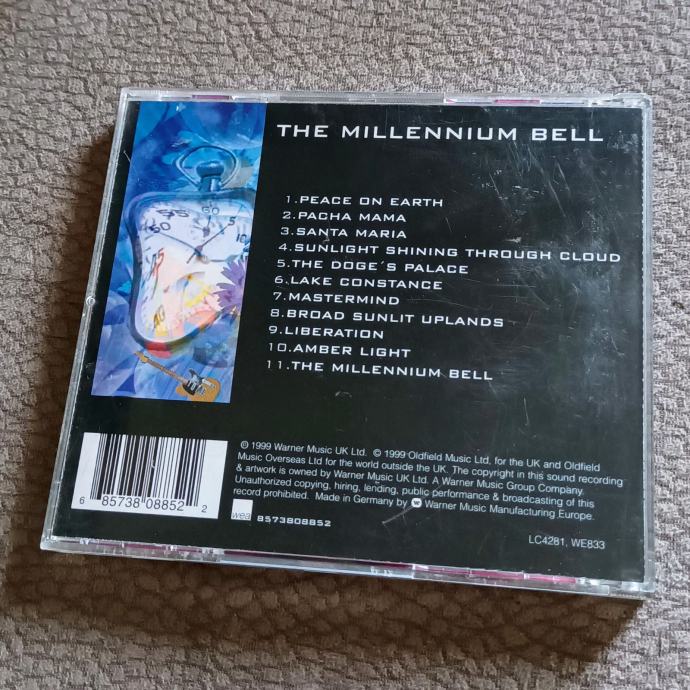 THE MILLENNIUM BELL
1.PEACE ON EARTH
2.PACHA MAMA
3.SANTA MARIA
4.SUNLIGHT SHINING THROUGH CLOUD
5.THE DOGE´S PALACE
6.LAKE CONSTANCE
7.MASTERMIND
8.BROAD SUNLIT UPLANDS
9.LIBERATION
10.AMBER LIGHT
11.THE MILLENNIUM BELL
℗ 1999 Warner Music UK Ltd. © 1999 Oldfield Music Ltd, for the UK and Oldfield
Music Overseas Ltd for the world outside the UK. The copyright in this sound recording
& artwork is owned by Warner Music UK Ltd. A Warner Music Group Company.
Unauthorized copying, hiring, lending, public performance & broadcasting of this
record prohibited. Made in Germany by Warner Music Manufacturing Europe.
6 85738 08852 2
wea 8573808852
LC4281, WE833
55 60 5 10